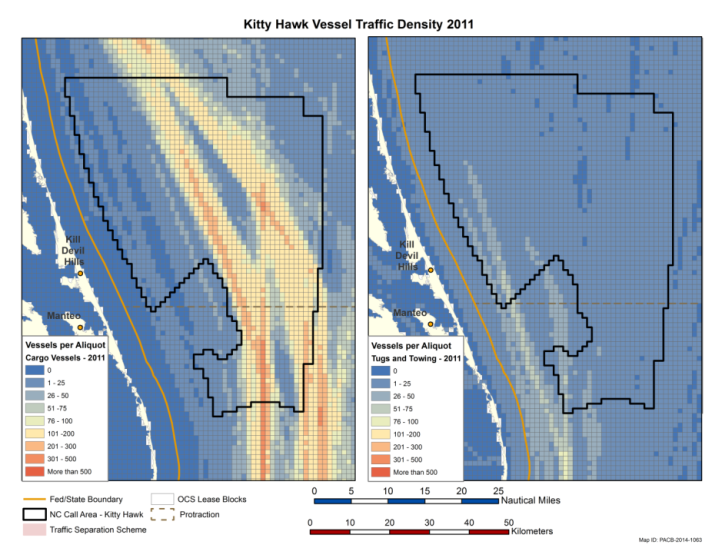 Kitty Hawk Vessel Traffic Density 2011
Kill
Devil
Hills
Manteo
Vessels per Aliquot
Cargo Vessels - 2011
0
1 - 25
26 - 50
51 -75
76 - 100
101 -200
201 - 300
301 - 500
More than 500
Kill
Devil
Hills
Manteo
Vessels per Aliquot
Tugs and Towing - 2011
0
1 - 25
26 - 50
51 -75
76 - 100
101 -200
201 - 300
301 - 500
More than 500
Fed/State Boundary
NC Call Area - Kitty Hawk
Traffic Separation Scheme
OCS Lease Blocks
Protraction
0 5 10 15 20 25
Nautical Miles
0 10 20 30 40 50
Kilometers
Map ID: PACB-2014-1063